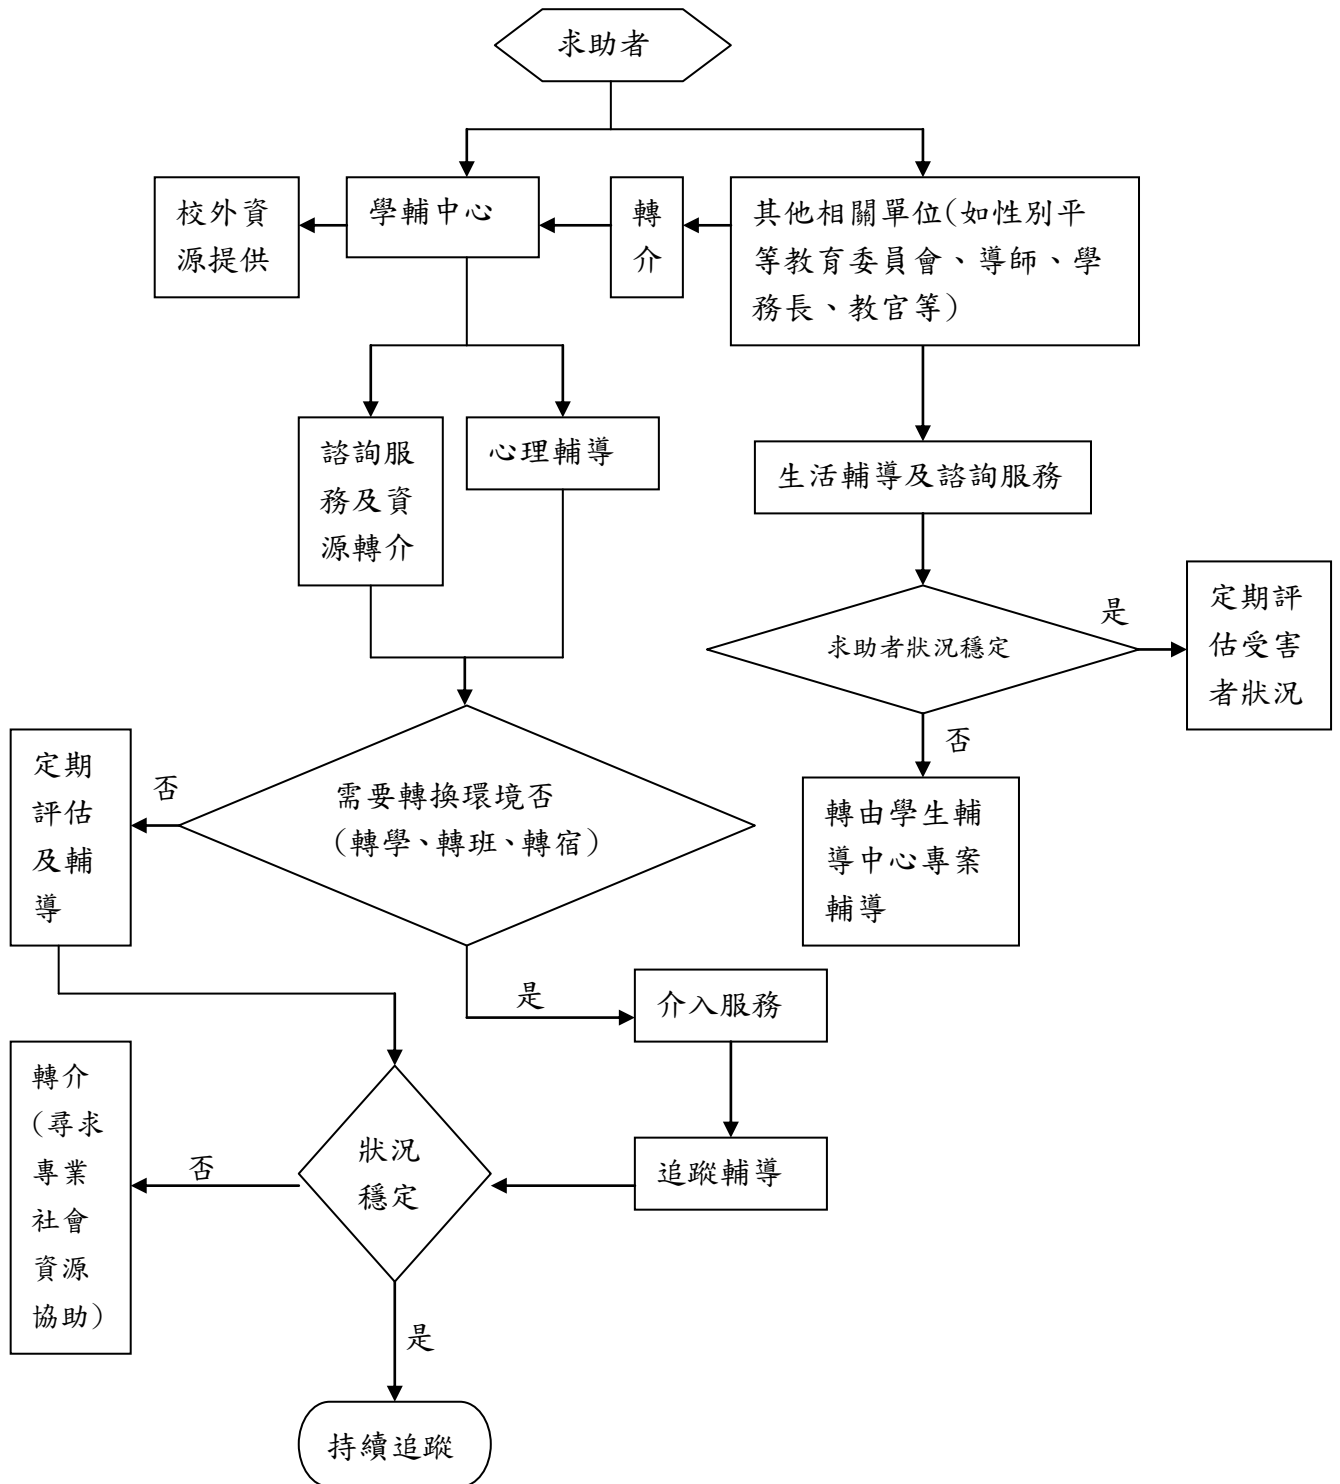 求助者
校外資
源提供
學輔中心
轉
介
其他相關單位(如性別平
等教育委員會、導師、學
務長、教官等)
諮詢服
務及資
源轉介
心理輔導
生活輔導及諮詢服務
求助者狀況穩定
是
定期評
估受害
者狀況
否
轉由學生輔
導中心專案
輔導
定期
評估
及輔
導
否
需要轉換環境否
(轉學、轉班、轉宿)
是
介入服務
轉介
(尋求
專業
社會
資源
協助)
否
狀況
穩定
追蹤輔導
是
持續追蹤